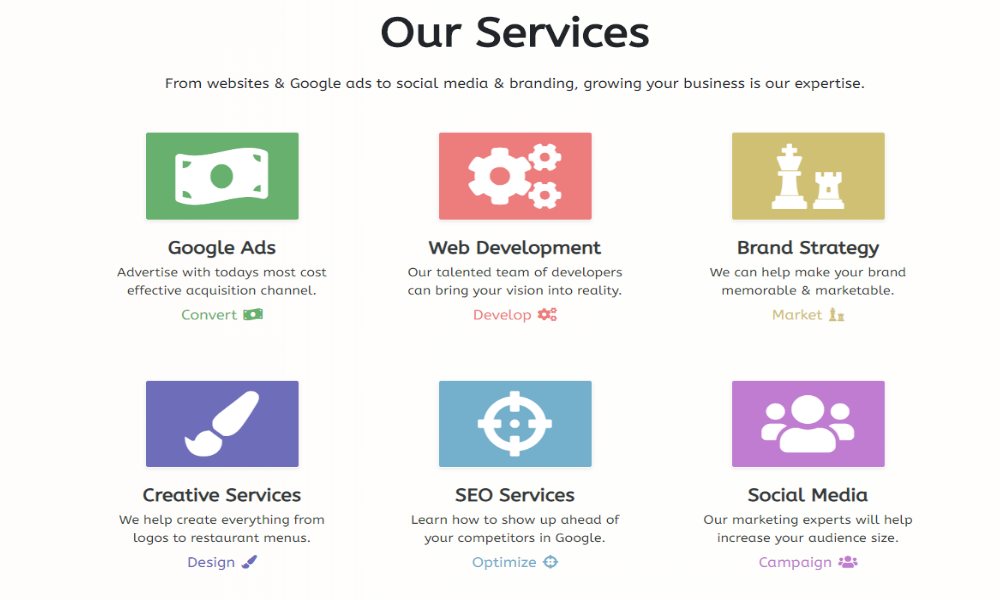 Our Services
From websites & Google ads to social media & branding, growing your business is our expertise.
Google Ads
Advertise with todays most cost
effective acquisition channel.
Convert
Web Development
Our talented team of developers
can bring your vision into reality.
Develop
Brand Strategy
We can help make your brand
memorable & marketable.
Market
Creative Services
We help create everything from
logos to restaurant menus.
Design
SEO Services
Learn how to show up ahead of
your competitors in Google.
Optimize
Social Media
Our marketing experts will help
increase your audience size.
Campaign